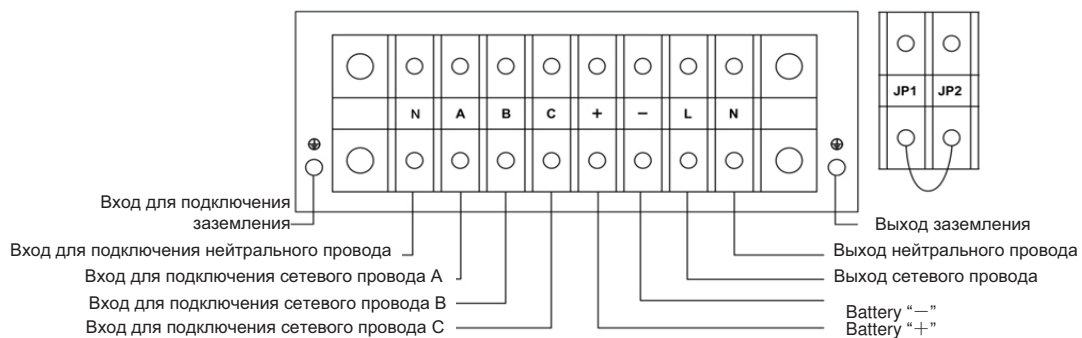 JP1 JP2
N A B C + − L N
Вход для подключения
заземления
Выход заземления
Вход для подключения нейтрального провода
Выход нейтрального провода
Вход для подключения сетевого провода A
Выход сетевого провода
Вход для подключения сетевого провода B
Вход для подключения сетевого провода C
Battery “−”
Battery “+”